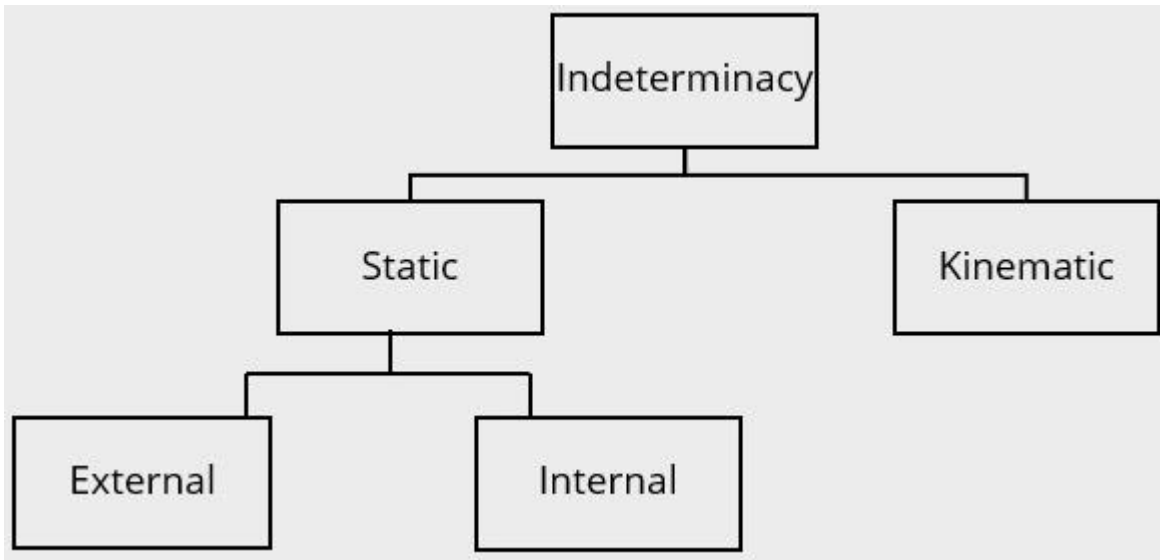 Indeterminacy
Static
Kinematic
External
Internal